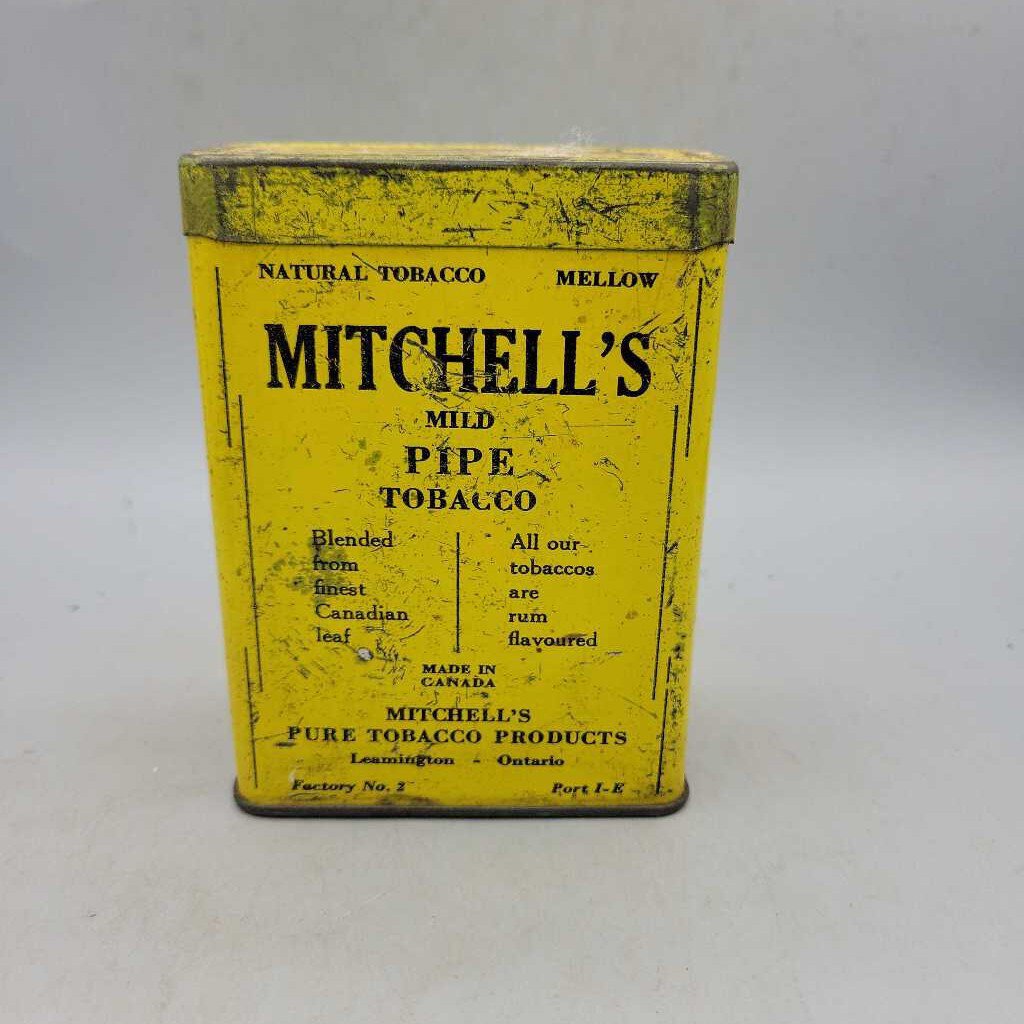 NATURAL TOBACCO MELLOW
MITCHELL'S
MILD
PIPE
TOBACCO
Blended
from
finest
Canadian
leaf
All our
tobaccos
are
rum
flavoured
MADE IN
CANADA
MITCHELL'S
PURE TOBACCO PRODUCTS
Leamington - Ontario
Factory No. 2 Port I-E